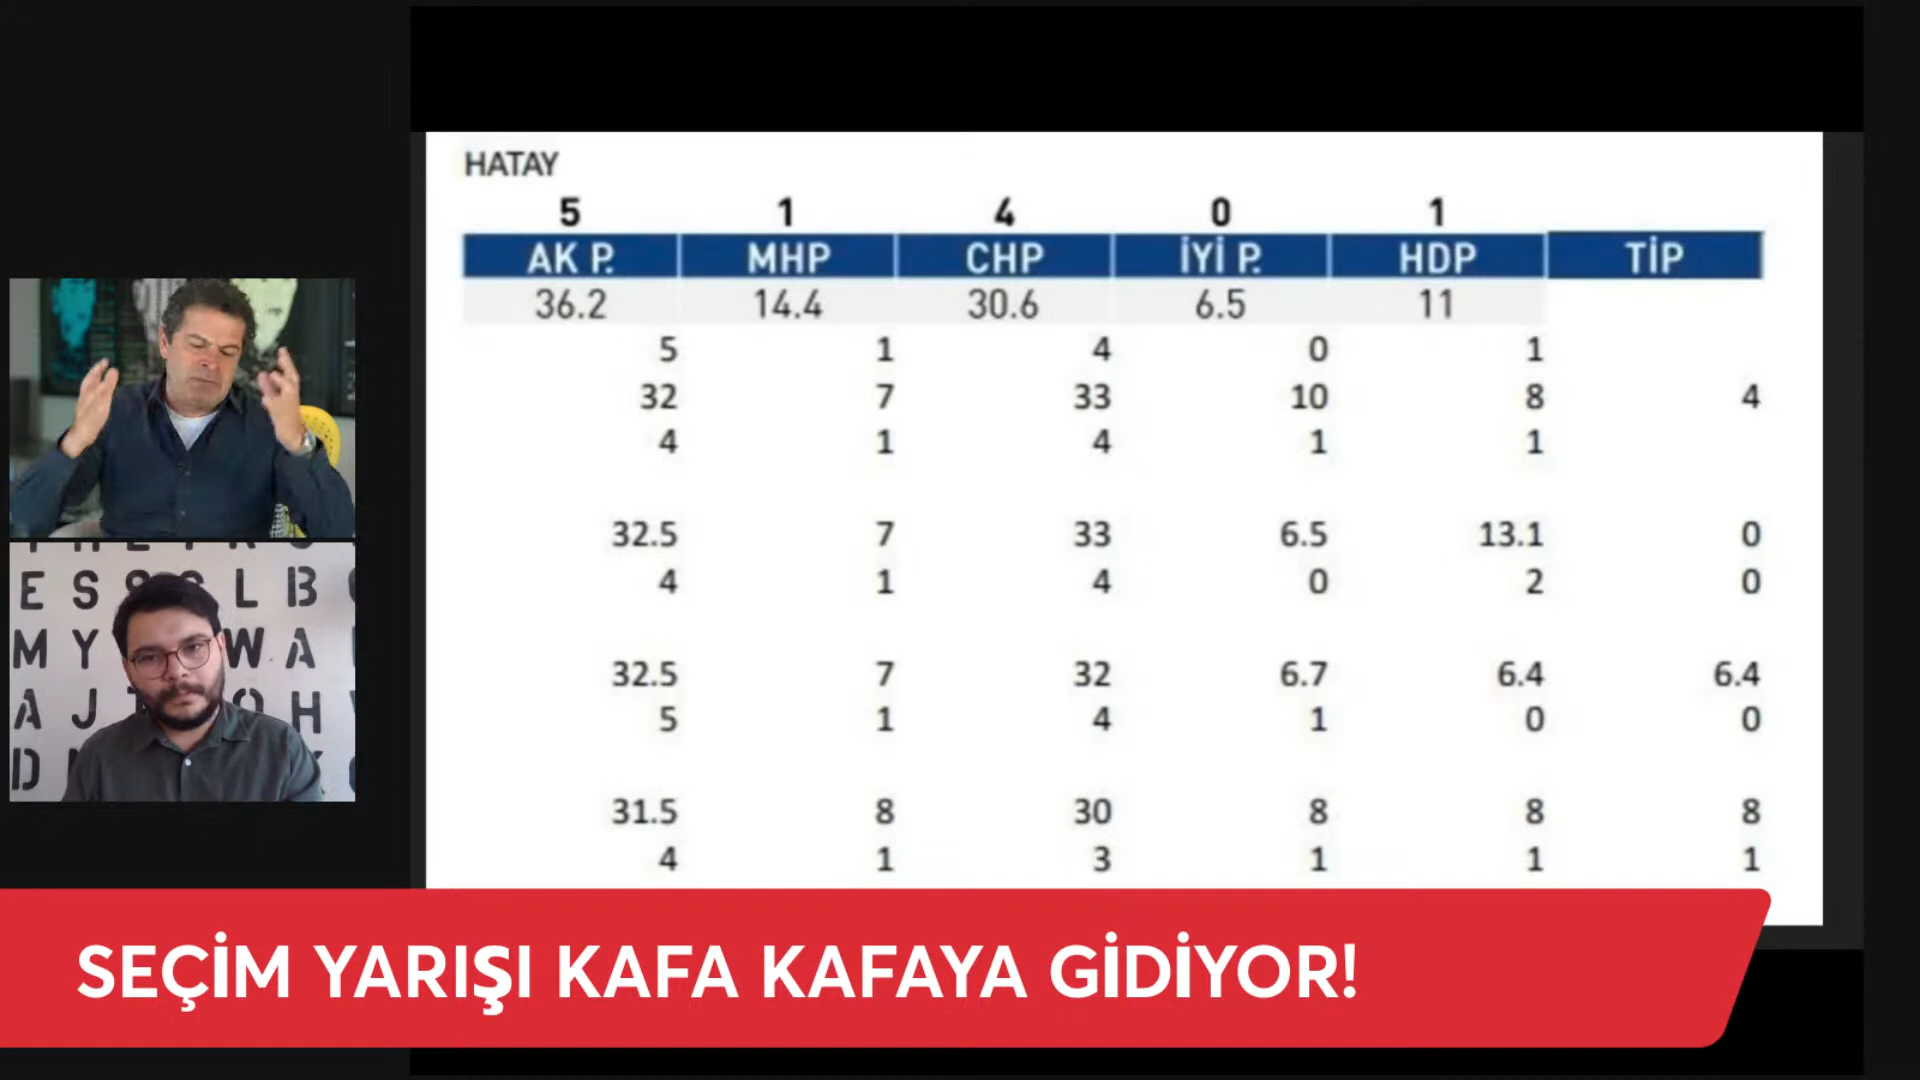 HATAY
5 1 4 0 1
AK P. MHP CHP İYİ P. HDP TİP
36.2 14.4 30.6 6.5 11
5 1 4 0 1
32 7 33 10 8 4
4 1 4 1 1
32.5 7 33 6.5 13.1 0
4 1 4 0 2 0
32.5 7 32 6.7 6.4 6.4
5 1 4 1 0 0
31.5 8 30 8 8 8
4 1 3 1 1 1
E S L B
M Y W A
A J O H
D
SEÇİM YARIŞI KAFA KAFAYA GİDİYOR!